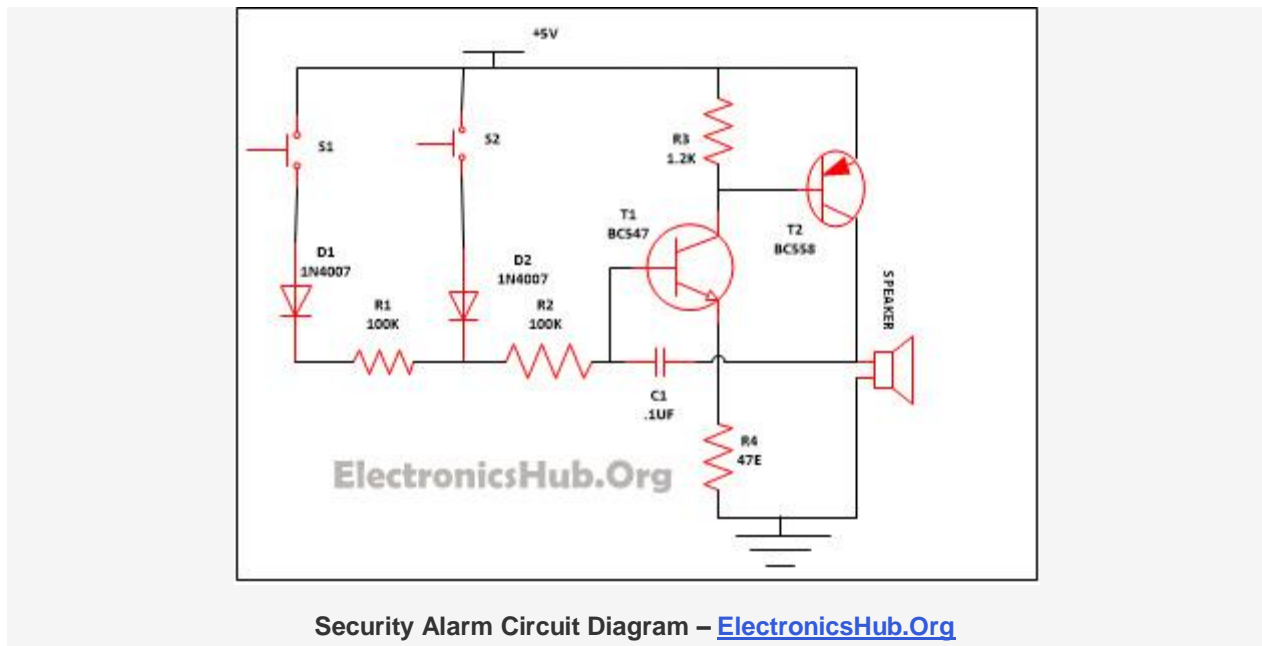 +5V
S1
S2
R3
1.2K
T1
BC547
T2
BC558
D1
1N4007
D2
1N4007
SPEAKER
R1
100K
R2
100K
C1
.1UF
R4
47E
ElectronicsHub.Org
Security Alarm Circuit Diagram – ElectronicsHub.Org